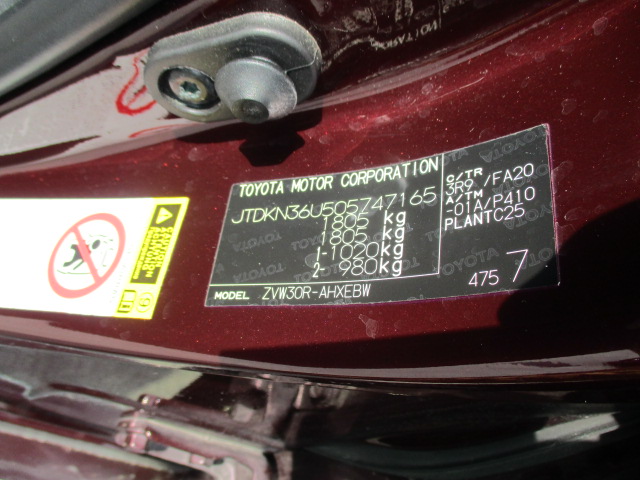 TOYOTA MOTOR CORPORATION
JTDKN36U505747165
1805 kg
1805 kg
1-1020kg
2- 980kg
MODEL ZVW30R-AHXEBW
C/TR
3R9 /FA20
A/TM
-01A/P410
PLANTC25
475 7